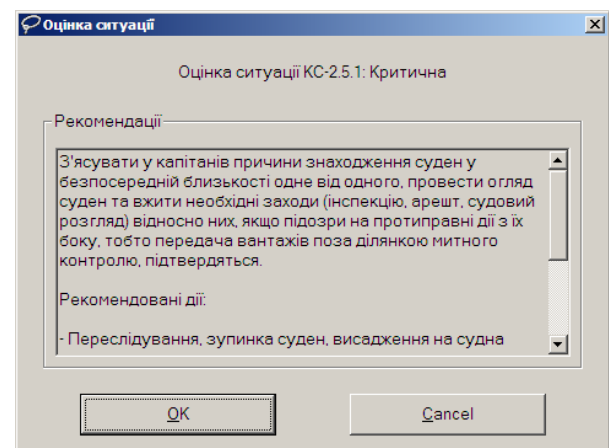 Оцінка ситуації
Оцінка ситуації КС-2.5.1: Критична
Рекомендації
З'ясувати у капітанів причини знаходження суден у
безпосередній близькості одне від одного, провести огляд
суден та вжити необхідні заходи (інспекцію, арешт, судовий
розгляд) відносно них, якщо підозри на протиправні дії з їх
боку, тобто передача вантажів поза ділянкою митного
контролю, підтвердяться.
Рекомендовані дії:
- Переслідування, зупинка суден, висадження на судна
OK
Cancel